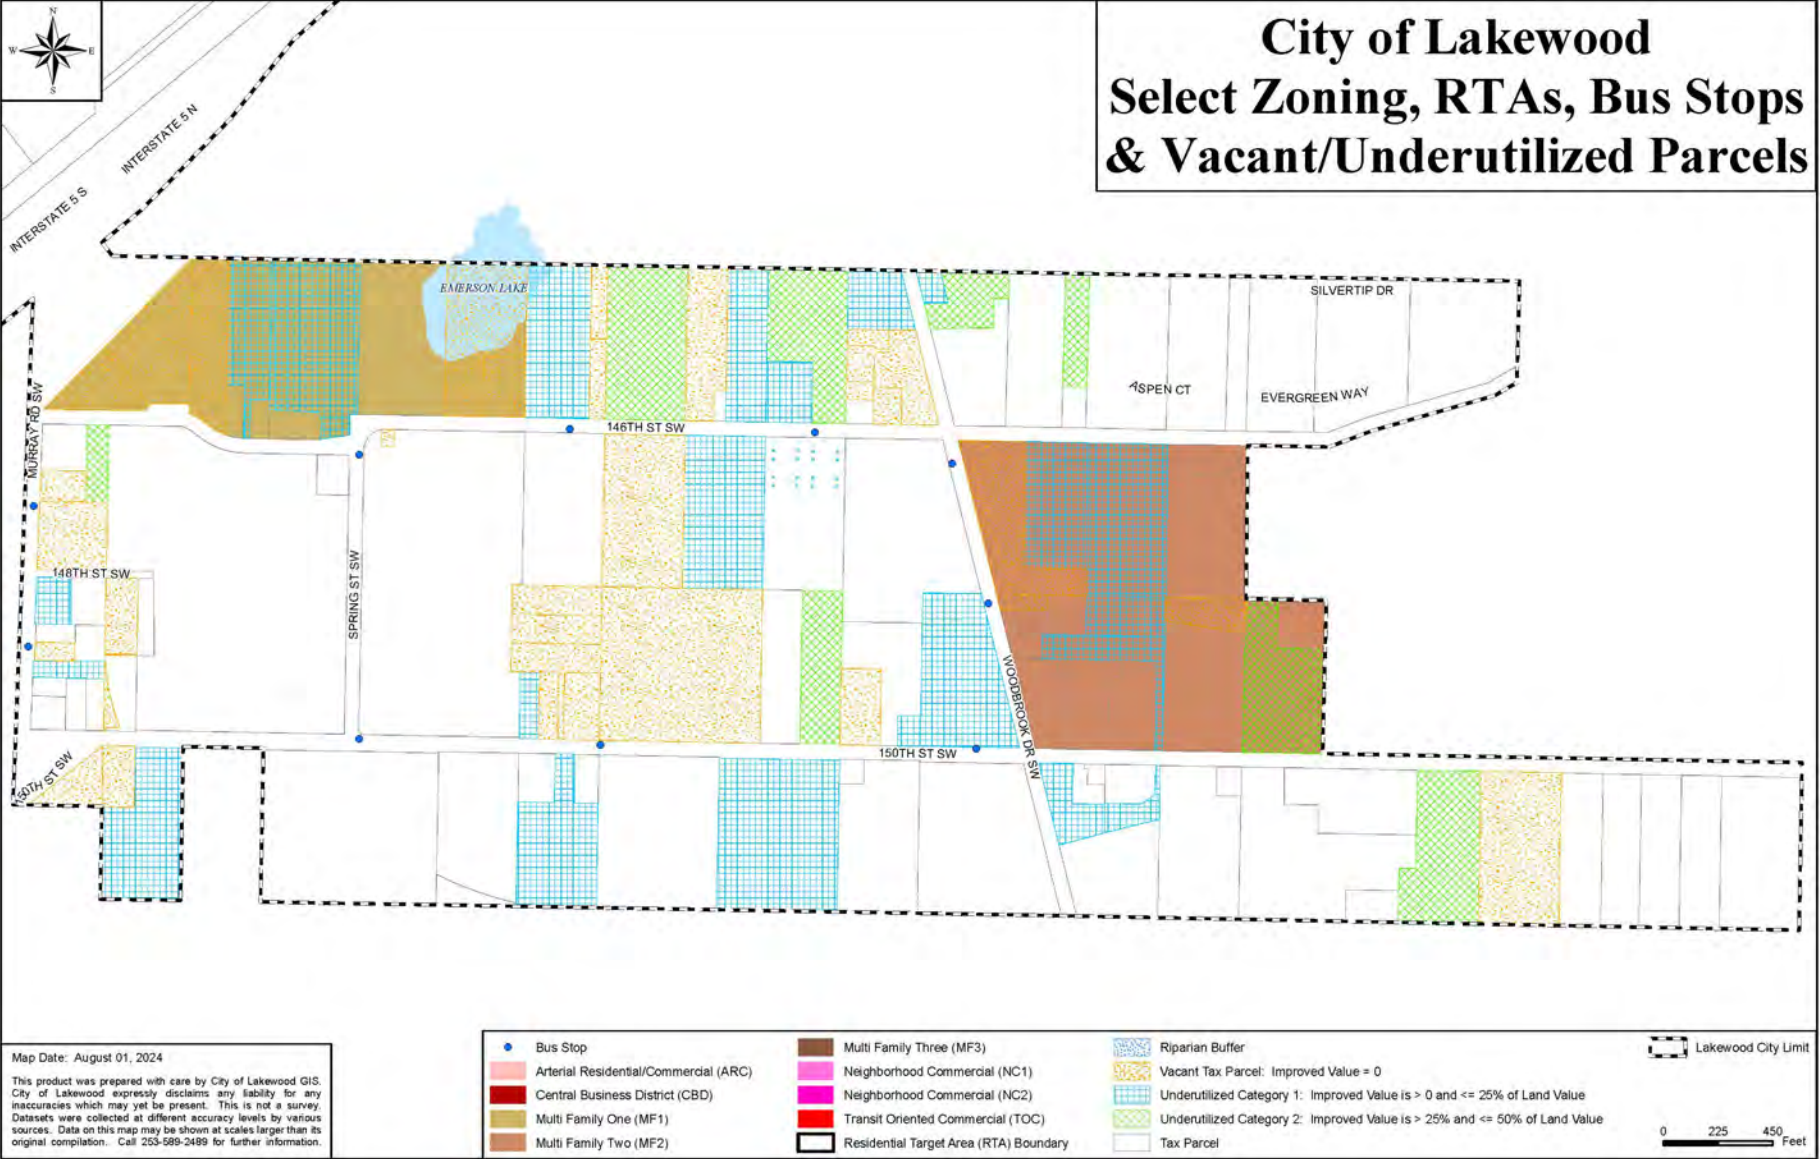 N
W
E
S
City of Lakewood
Select Zoning, RTAs, Bus Stops
& Vacant/Underutilized Parcels
INTERSTATE 5 N
INTERSTATE 5 S
EMERSON LAKE
SILVERTIP DR
ASPEN CT
EVERGREEN WAY
MURRAY RD SW
146TH ST SW
148TH ST SW
SPRING ST SW
WOODBROOK DR SW
150TH ST SW
150TH ST SW
Map Date: August 01, 2024
This product was prepared with care by City of Lakewood GIS.
City of Lakewood expressly disclaims any liability for any
inaccuracies which may yet be present. This is not a survey.
Datasets were collected at different accuracy levels by various
sources. Data on this map may be shown at scales larger than its
original compilation. Call 253-589-2489 for further information.
Bus Stop
Arterial Residential/Commercial (ARC)
Central Business District (CBD)
Multi Family One (MF1)
Multi Family Two (MF2)
Multi Family Three (MF3)
Neighborhood Commercial (NC1)
Neighborhood Commercial (NC2)
Transit Oriented Commercial (TOC)
Residential Target Area (RTA) Boundary
Riparian Buffer
Vacant Tax Parcel: Improved Value = 0
Underutilized Category 1: Improved Value is > 0 and <= 25% of Land Value
Underutilized Category 2: Improved Value is > 25% and <= 50% of Land Value
Tax Parcel
Lakewood City Limit
0 225 450
Feet